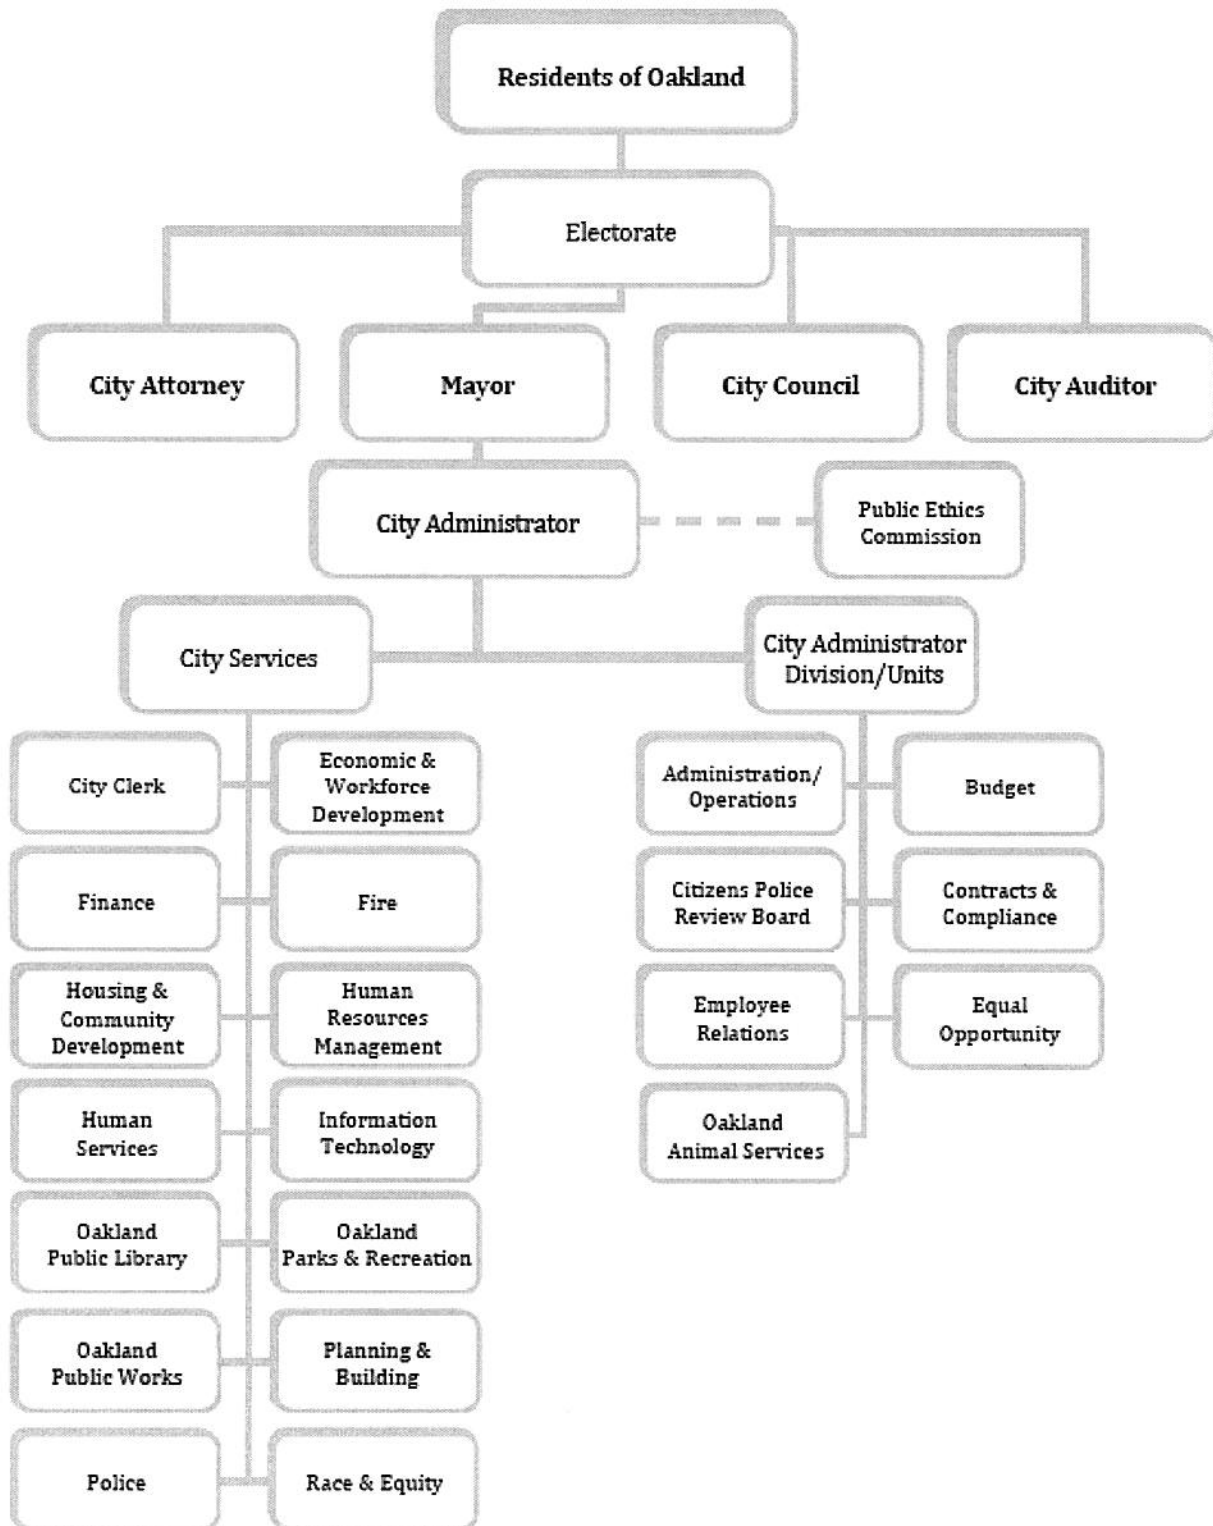 Residents of Oakland
Electorate
City Attorney
Mayor
City Council
City Auditor
City Administrator
Public Ethics
Commission
City Services
City Administrator
Division/Units
City Clerk
Economic &
Workforce
Development
Administration/
Operations
Budget
Finance
Fire
Citizens Police
Review Board
Contracts &
Compliance
Housing &
Community
Development
Human
Resources
Management
Employee
Relations
Equal
Opportunity
Human
Services
Information
Technology
Oakland
Animal Services
Oakland
Public Library
Oakland
Parks & Recreation
Oakland
Public Works
Planning &
Building
Police
Race & Equity